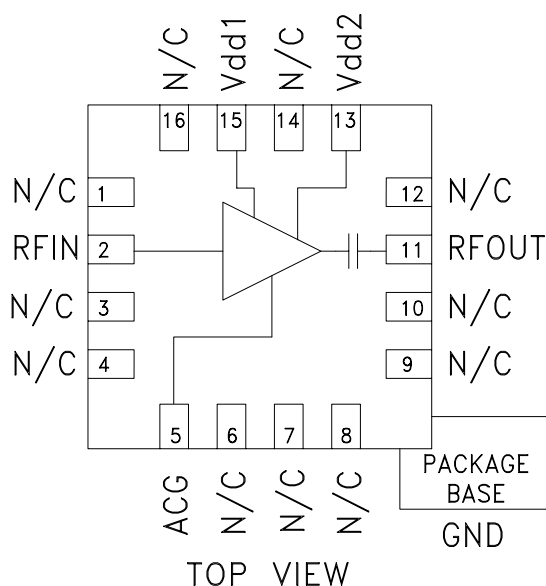 N/C
Vdd1
N/C
Vdd2
16
15
14
13
N/C
1
12
N/C
RFIN
2
11
RFOUT
N/C
3
10
N/C
N/C
4
9
N/C
5
6
7
8
ACG
N/C
N/C
N/C
PACKAGE
BASE
GND
TOP VIEW